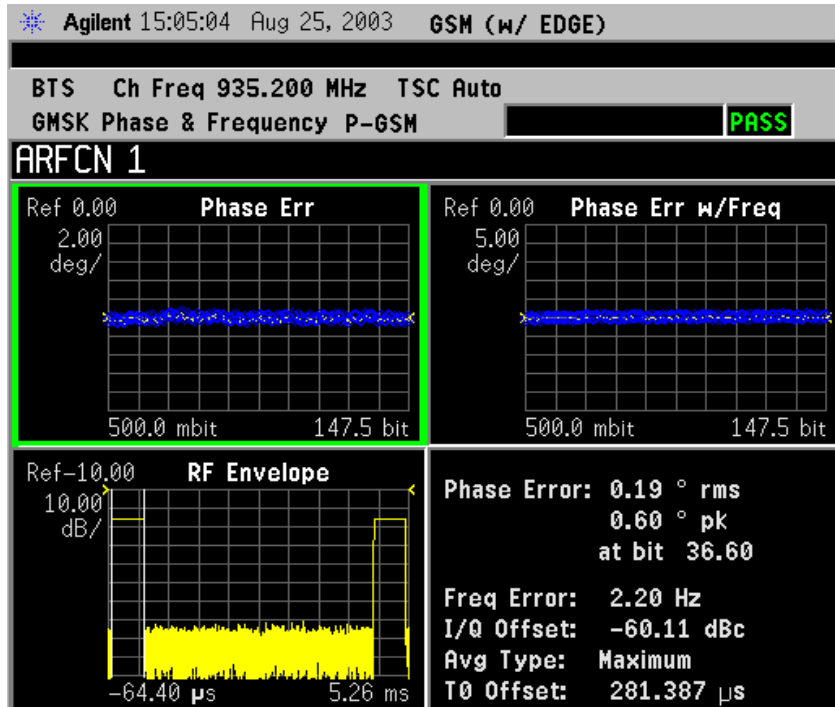 Agilent 15:05:04 Aug 25, 2003 GSM (w/ EDGE)
BTS Ch Freq 935.200 MHz TSC Auto
GMSK Phase & Frequency P-GSM PASS
ARFCN 1
Ref 0.00 Phase Err
2.00
deg/
500.0 mbit 147.5 bit
Ref 0.00 Phase Err w/Freq
5.00
deg/
500.0 mbit 147.5 bit
Ref-10.00 RF Envelope
10.00
dB/
-64.40 µs 5.26 ms
Phase Error: 0.19 ° rms
0.60 ° pk
at bit 36.60
Freq Error: 2.20 Hz
I/Q Offset: -60.11 dBc
Avg Type: Maximum
T0 Offset: 281.387 µs